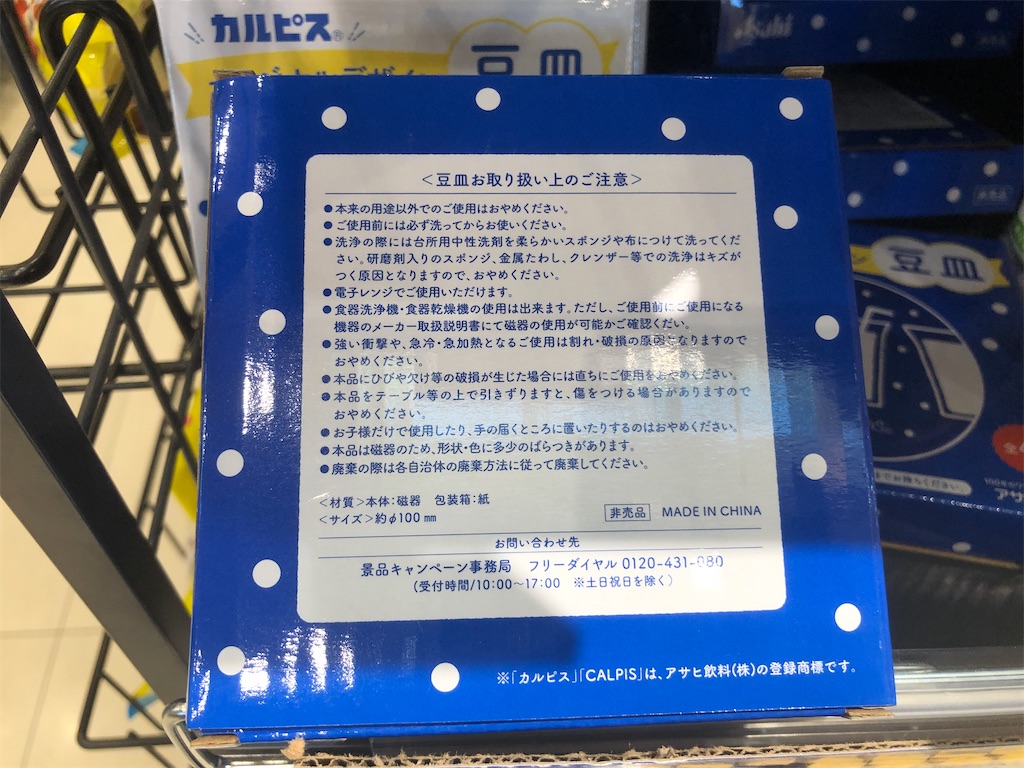 カルピス®
豆皿
Asahi
非売品
豆皿
＜豆皿お取り扱い上のご注意＞
●本来の用途以外でのご使用はおやめください。
●ご使用前には必ず洗ってからお使いください。
●洗浄の際には台所用中性洗剤を柔らかいスポンジや布につけて洗ってくだ
さい。研磨剤入りのスポンジ、金属たわし、クレンザー等での洗浄はキズが
つく原因となりますので、おやめください。
●電子レンジでご使用いただけます。
●食器洗浄機・食器乾燥機の使用は出来ます。ただし、ご使用前にご使用になる
機器のメーカー取扱説明書にて磁器の使用が可能かご確認くだい。
●強い衝撃や、急冷・急加熱となるご使用は割れ・破損の原因となりますので
おやめください。
●本品にひびや欠け等の破損が生じた場合には直ちにご使用をおやめください。
●本品をテーブル等の上で引きずりますと、傷をつける場合がありますので
おやめください。
●お子様だけで使用したり、手の届くところに置いたりするのはおやめください。
●本品は磁器のため、形状・色に多少のばらつきがあります。
●廃棄の際は各自治体の廃棄方法に従って廃棄してください。
＜材質＞本体：磁器 包装箱：紙
＜サイズ＞約φ100㎜
非売品 MADE IN CHINA
お問い合わせ先
景品キャンペーン事務局 フリーダイヤル 0120-431-080
（受付時間/10：00～17：00 ※土日祝日を除く）
※「カルピス」「CALPIS」は、アサヒ飲料(株)の登録商標です。